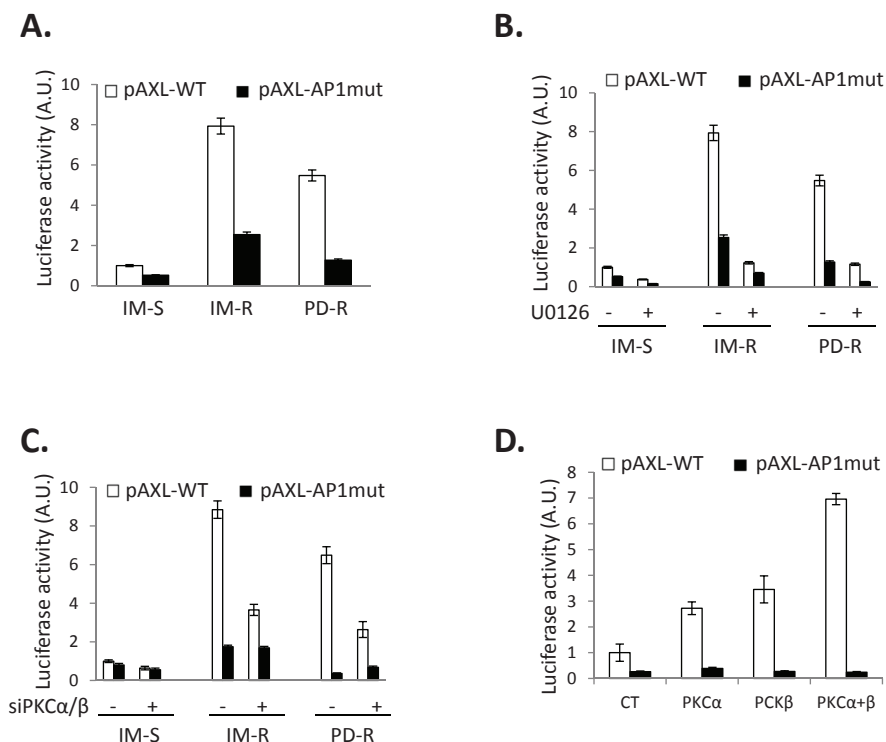 A.
pAXL-WT pAXL-AP1mut
Luciferase activity (A.U.)
10
8
6
4
2
0
IM-S IM-R PD-R
B.
pAXL-WT pAXL-AP1mut
Luciferase activity (A.U.)
10
8
6
4
2
0
U0126 - + - + - +
IM-S IM-R PD-R
C.
pAXL-WT pAXL-AP1mut
Luciferase activity (A.U.)
10
8
6
4
2
0
siPKCα/β - + - + - +
IM-S IM-R PD-R
D.
pAXL-WT pAXL-AP1mut
Luciferase activity (A.U.)
8
7
6
5
4
3
2
1
0
CT PKCα PCKβ PKCα+β